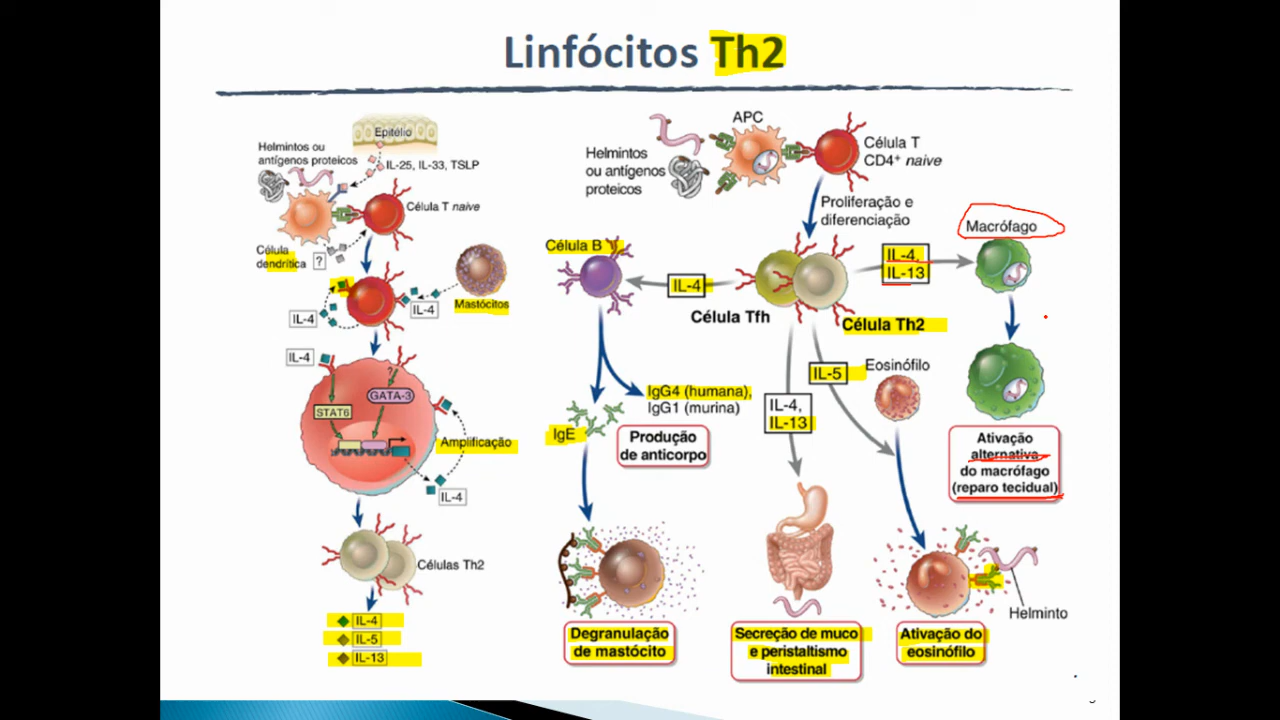 Linfócitos Th2
Epitélio
Helmintos ou
antígenos proteicos
IL-25, IL-33, TSLP
Célula T naive
Célula
dendrítica
?
Mastócitos
IL-4
IL-4
IL-4
?
GATA-3
STAT6
Amplificação
IL-4
Células Th2
IL-4
IL-5
IL-13
APC
Helmintos
ou antígenos
proteicos
Célula T
CD4+ naive
Proliferação e
diferenciação
Célula B
IL-4
Célula Tfh
Célula Th2
IL-4,
IL-13
Macrófago
IgG4 (humana),
IgG1 (murina)
IgE
Produção
de anticorpo
IL-4,
IL-13
IL-5
Eosinófilo
Ativação
alternativa
do macrófago
(reparo tecidual)
Helminto
Degranulação
de mastócito
Secreção de muco
e peristaltismo
intestinal
Ativação do
eosinófilo